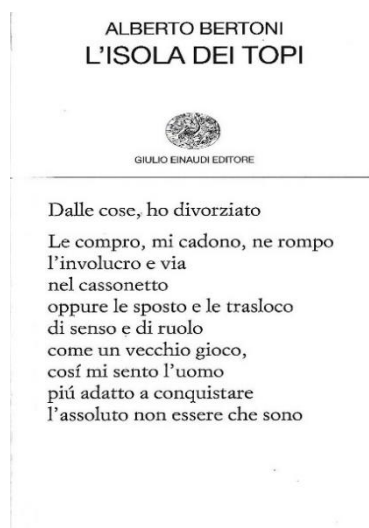 ALBERTO BERTONI
L'ISOLA DEI TOPI
GIULIO EINAUDI EDITORE
Dalle cose, ho divorziato
Le compro, mi cadono, ne rompo
l'involucro e via
nel cassonetto
oppure le sposto e le trasloco
di senso e di ruolo
come un vecchio gioco,
cosí mi sento l'uomo
piú adatto a conquistare
l'assoluto non essere che sono